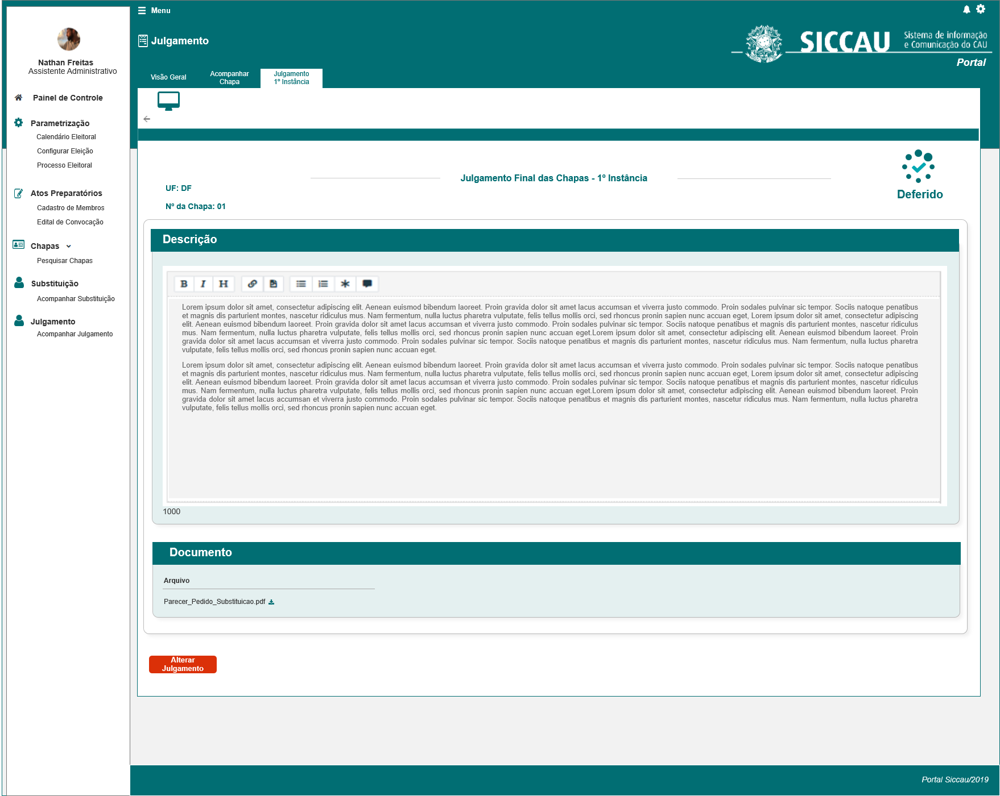 Menu
Julgamento
SICCAU
Sistema de informação
e Comunicação do CAU
Portal
Nathan Freitas
Assistente Administrativo
Visão Geral
Acompanhar
Chapa
Julgamento
1º Instância
Painel de Controle
Parametrização
Calendário Eleitoral
Configurar Eleição
Processo Eleitoral
Atos Preparatórios
Cadastro de Membros
Edital de Convocação
Chapas
Pesquisar Chapas
Substituição
Acompanhar Substituição
Julgamento
Acompanhar Julgamento
Julgamento Final das Chapas - 1º Instância
UF: DF
Nº da Chapa: 01
Deferido
Descrição
B I H
Lorem ipsum dolor sit amet, consectetur adipiscing elit. Aenean euismod bibendum laoreet. Proin gravida dolor sit amet lacus accumsan et viverra justo commodo. Proin sodales pulvinar sic tempor. Sociis natoque penatibus
et magnis dis parturient montes, nascetur ridiculus mus. Nam fermentum, nulla luctus pharetra vulputate, felis tellus mollis orci, sed rhoncus pronin sapien nunc accuan eget, Lorem ipsum dolor sit amet, consectetur adipiscing
elit. Aenean euismod bibendum laoreet. Proin gravida dolor sit amet lacus accumsan et viverra justo commodo. Proin sodales pulvinar sic tempor. Sociis natoque penatibus et magnis dis parturient montes, nascetur ridiculus
mus. Nam fermentum, nulla luctus pharetra vulputate, felis tellus mollis orci, sed rhoncus pronin sapien nunc accuan eget.Lorem ipsum dolor sit amet, consectetur adipiscing elit. Aenean euismod bibendum laoreet. Proin
gravida dolor sit amet lacus accumsan et viverra justo commodo. Proin sodales pulvinar sic tempor. Sociis natoque penatibus et magnis dis parturient montes, nascetur ridiculus mus. Nam fermentum, nulla luctus pharetra
vulputate, felis tellus mollis orci, sed rhoncus pronin sapien nunc accuan eget.
Lorem ipsum dolor sit amet, consectetur adipiscing elit. Aenean euismod bibendum laoreet. Proin gravida dolor sit amet lacus accumsan et viverra justo commodo. Proin sodales pulvinar sic tempor. Sociis natoque penatibus
et magnis dis parturient montes, nascetur ridiculus mus. Nam fermentum, nulla luctus pharetra vulputate, felis tellus mollis orci, sed rhoncus pronin sapien nunc accuan eget, Lorem ipsum dolor sit amet, consectetur adipiscing
elit. Aenean euismod bibendum laoreet. Proin gravida dolor sit amet lacus accumsan et viverra justo commodo. Proin sodales pulvinar sic tempor. Sociis natoque penatibus et magnis dis parturient montes, nascetur ridiculus
mus. Nam fermentum, nulla luctus pharetra vulputate, felis tellus mollis orci, sed rhoncus pronin sapien nunc accuan eget.Lorem ipsum dolor sit amet, consectetur adipiscing elit. Aenean euismod bibendum laoreet. Proin
gravida dolor sit amet lacus accumsan et viverra justo commodo. Proin sodales pulvinar sic tempor. Sociis natoque penatibus et magnis dis parturient montes, nascetur ridiculus mus. Nam fermentum, nulla luctus pharetra
vulputate, felis tellus mollis orci, sed rhoncus pronin sapien nunc accuan eget.
1000
Documento
Arquivo
Parecer_Pedido_Substituicao.pdf
Alterar
Julgamento
Portal Siccau/2019